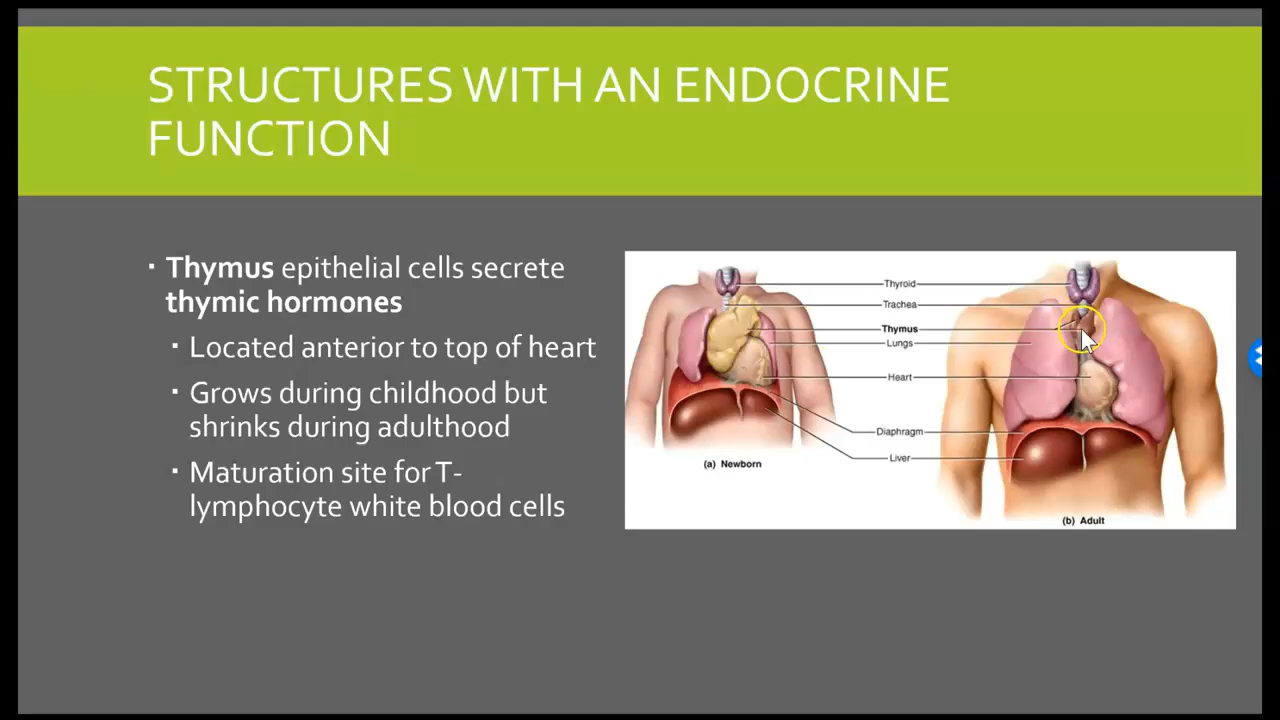 STRUCTURES WITH AN ENDOCRINE
FUNCTION
▪ Thymus epithelial cells secrete
thymic hormones
▪ Located anterior to top of heart
▪ Grows during childhood but
shrinks during adulthood
▪ Maturation site for T-
lymphocyte white blood cells
Thyroid
Trachea
Thymus
Lungs
Heart
Diaphragm
Liver
(a) Newborn
(b) Adult